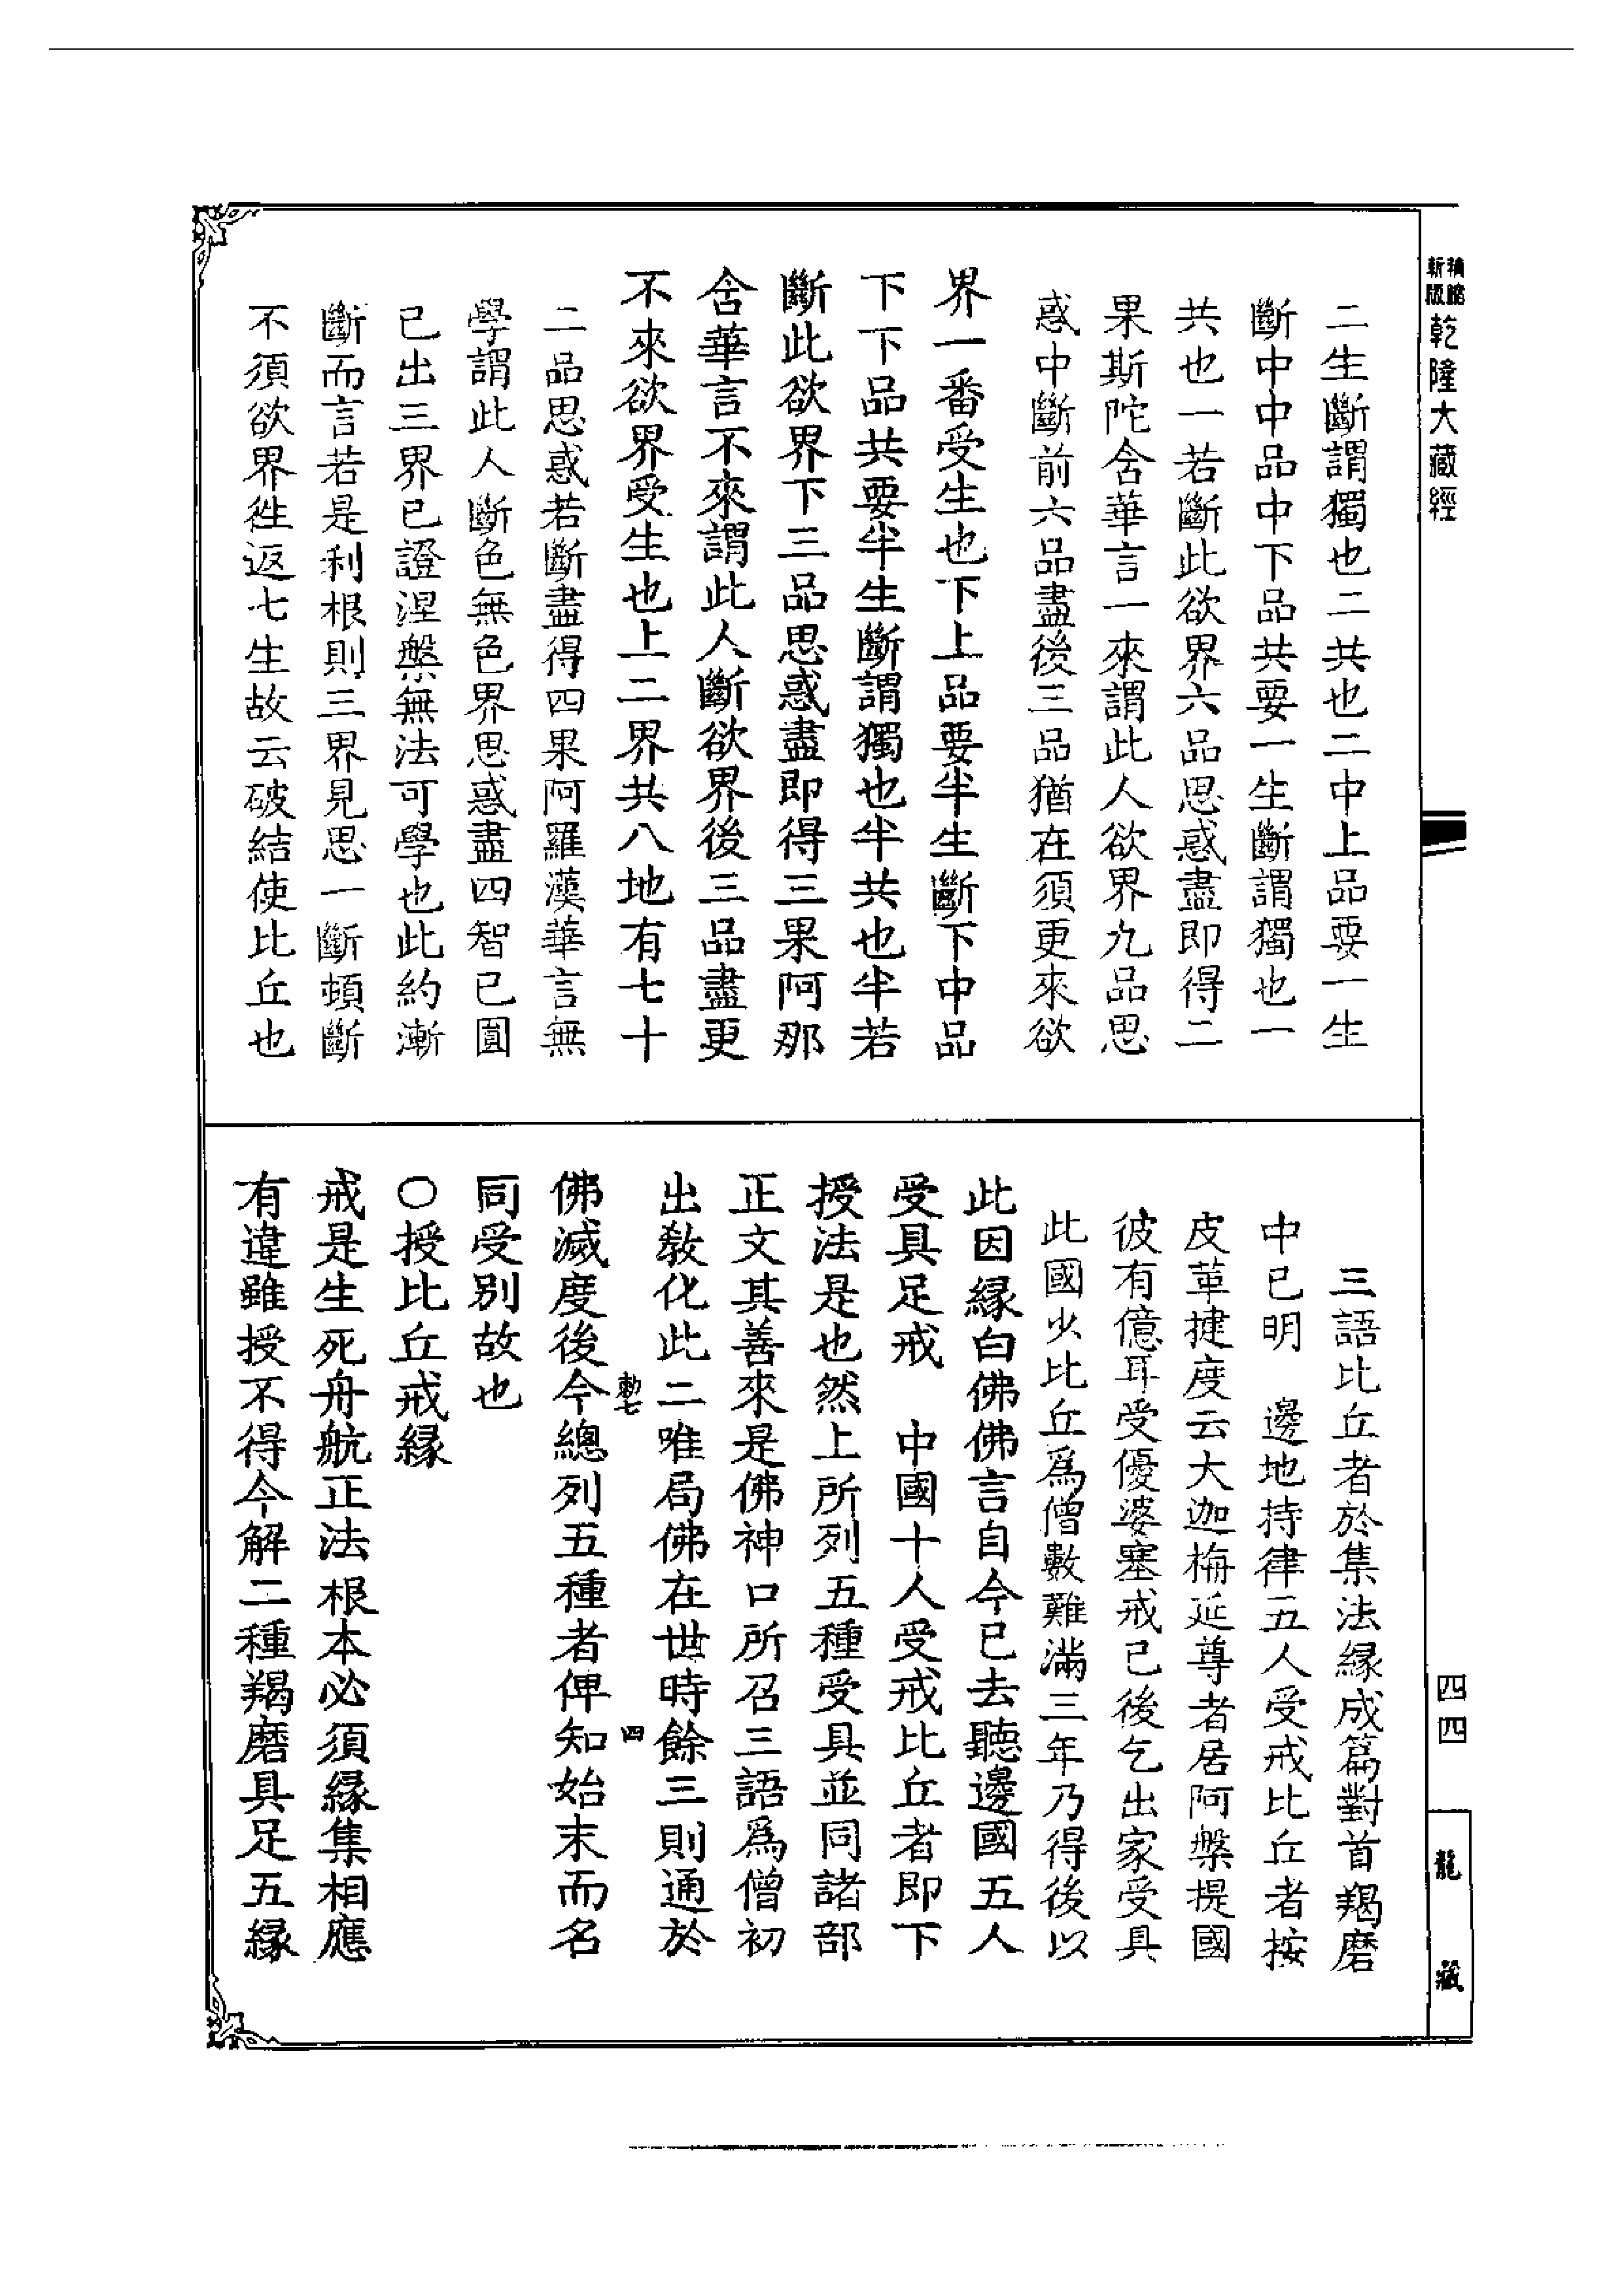 精縮新版乾隆大藏經
二生斷謂獨也二共也二中上品要一生
斷中中品中下品共要一生斷謂獨也一
共也一若斷此欲界六品思惑盡即得二
果斯陀含華言一來謂此人欲界九品思
惑中斷前六品盡後三品猶在須更來欲
界一番受生也下上品要半生斷下中品
下下品共要半生斷謂獨也半共也半若
斷此欲界下三品思惑盡即得三果阿那
含華言不來謂此人斷欲界後三品盡更
不來欲界受生也上二界共八地有七十
二品思惑若斷盡得四果阿羅漢華言無
學謂此人斷色無色界思惑盡四智已圓
已出三界已證涅槃無法可學也此約漸
斷而言若是利根則三界見思一斷頓斷
不須欲界徃返七生故云破結使比丘也
三語比丘者於集法縁成篇對首羯磨
中已明　邊地持律五人受戒比丘者按
皮革揵度云大迦栴延尊者居阿槃提國
彼有億耳受優婆塞戒已後乞出家受具
此國少比丘爲僧數難滿三年乃得後以
此因縁白佛佛言自今已去聽邊國五人
受具足戒　中國十人受戒比丘者即下
授法是也然上所列五種受具並同諸部
正文其善來是佛神口所召三語爲僧初
出教化此二唯局佛在世時餘三則通於
勅七　四
佛滅度後今總列五種者俾知始末而名
同受別故也
○授比丘戒縁
戒是生死舟航正法根本必須縁集相應
有違雖授不得今解二種羯磨具足五縁
四四
龍藏